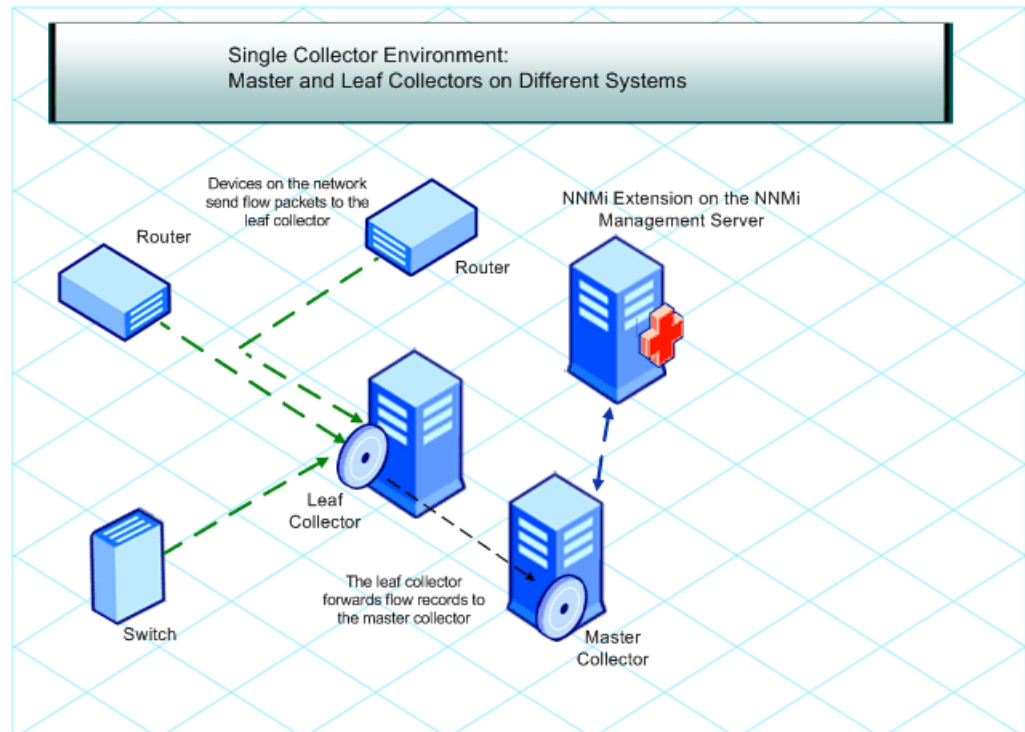 Single Collector Environment:
Master and Leaf Collectors on Different Systems
Devices on the network
send flow packets to the
leaf collector
Router
Router
NNMi Extension on the NNMi
Management Server
Leaf
Collector
The leaf collector
forwards flow records to
the master collector
Switch
Master
Collector